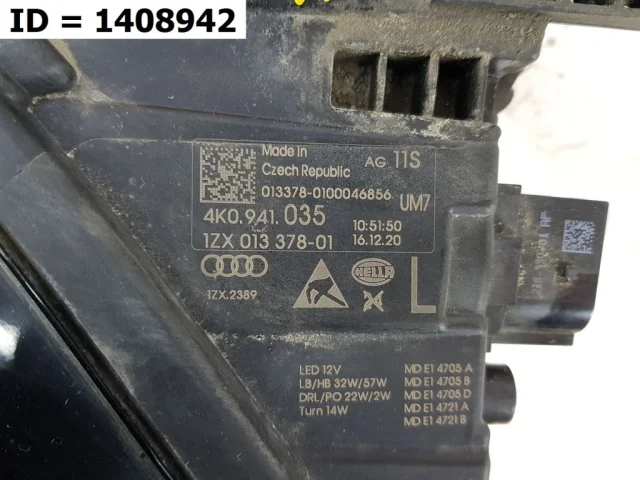 ID = 1408942
Made in
Czech Republic
AG 11S
013378-0100046856
UM7
4K0.941. 035
10:51:50
1ZX 013 378-01
16.12.20
HELLA
1ZX.2389
L
LED 12V
LB/HB 32W/57W
DRL/PO 22W/2W
Turn 14W
MD E1 4705 A
MD E1 4705 B
MD E1 4705 D
MD E1 4721 A
MD E1 4721 B